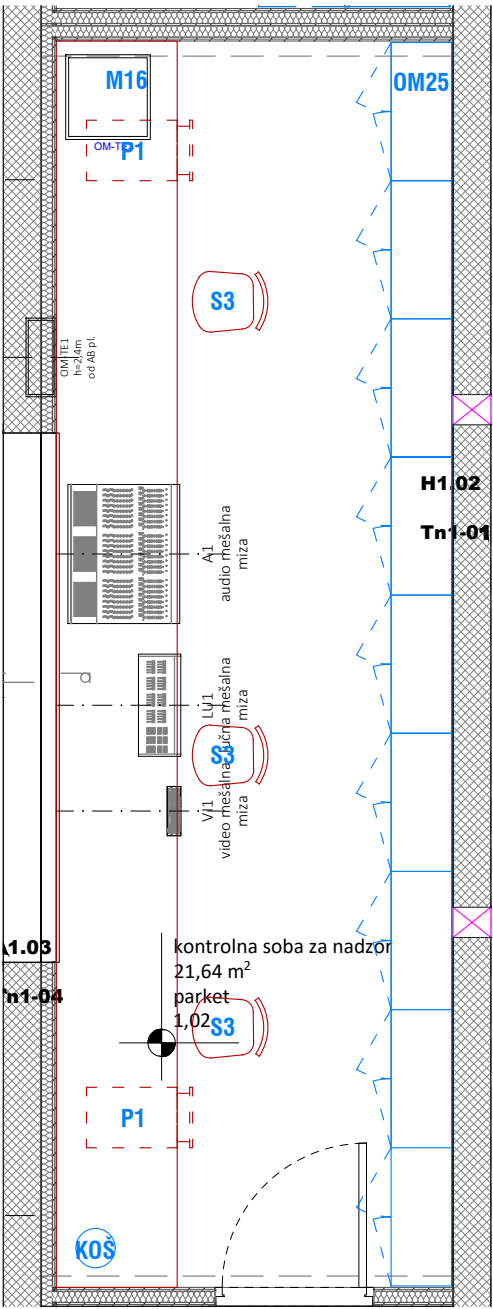 M16
OM25
P1
S3
OM-TE1
h=2,4m
od AB pl.
H1.02
Tn1-01
A1
audio mešalna
miza
LU1
lučna mešalna
miza
S3
VI1
video mešalna
miza
1.03
kontrolna soba za nadzor
21,64 m²
n1-04
parket
1,02
S3
P1
KOŠ